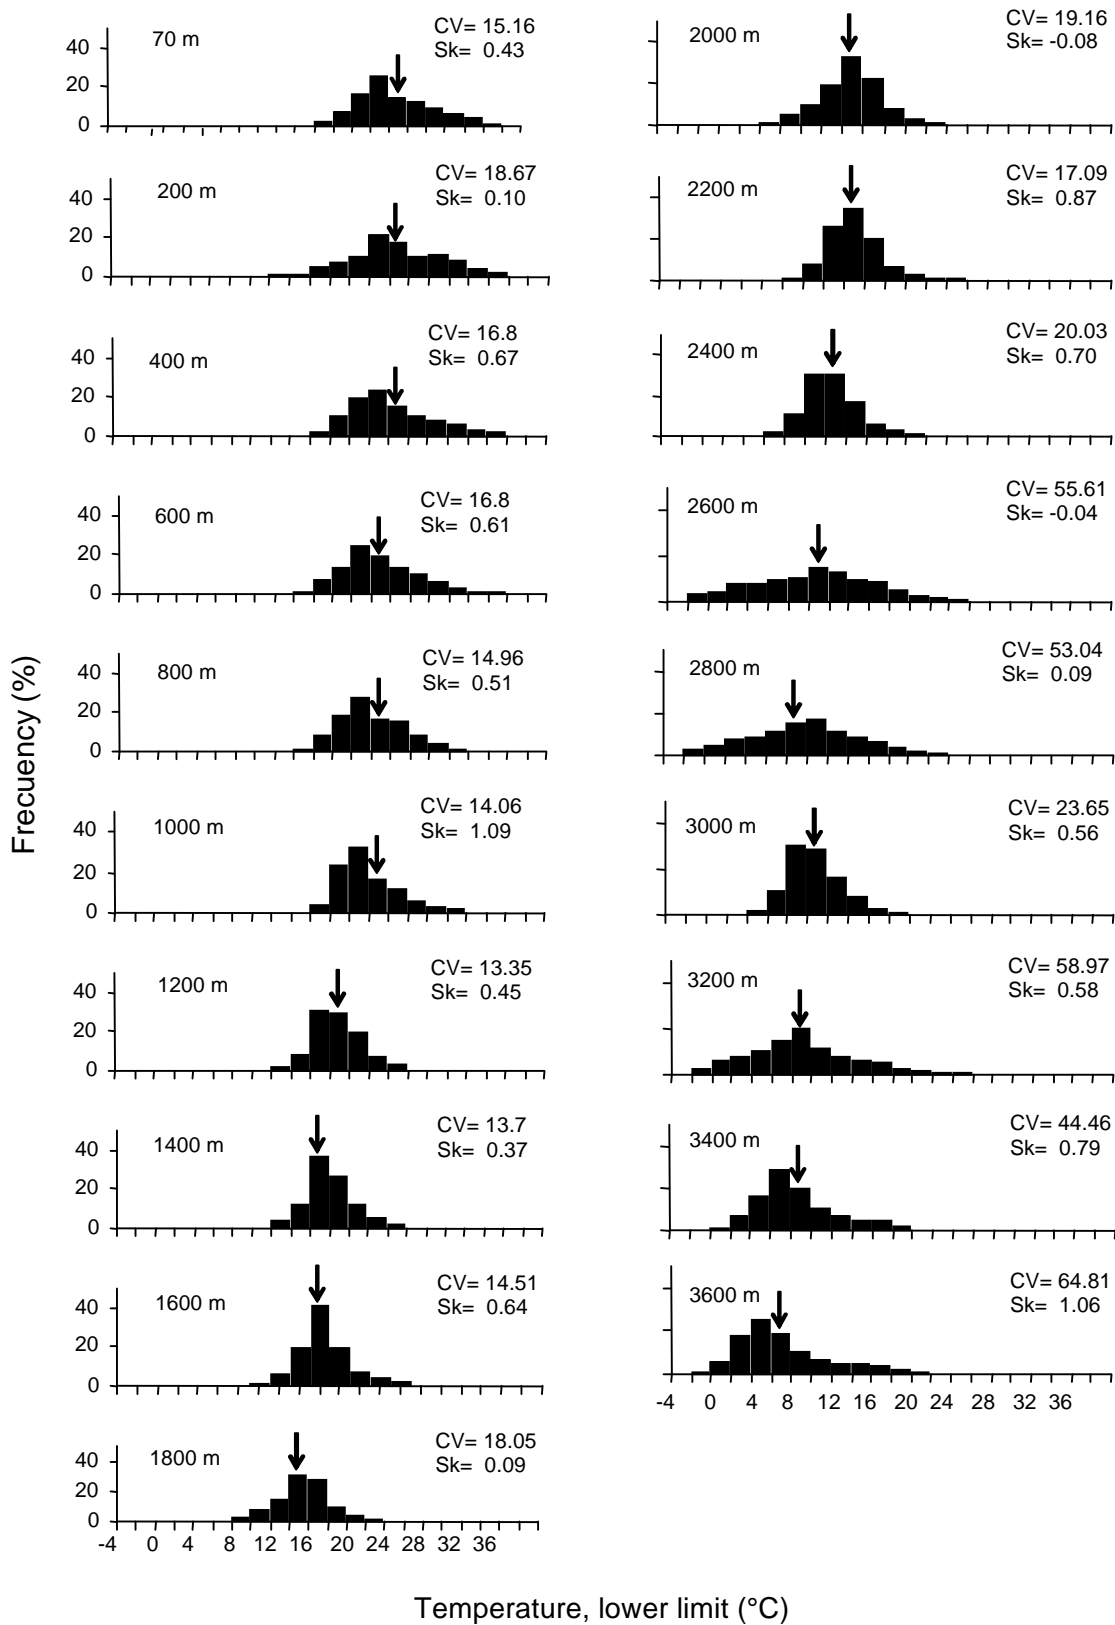 Frecuency (%)
70 m
CV= 15.16
Sk= 0.43
40
20
0
200 m
CV= 18.67
Sk= 0.10
40
20
0
400 m
CV= 16.8
Sk= 0.67
40
20
0
600 m
CV= 16.8
Sk= 0.61
40
20
0
800 m
CV= 14.96
Sk= 0.51
40
20
0
1000 m
CV= 14.06
Sk= 1.09
40
20
0
1200 m
CV= 13.35
Sk= 0.45
40
20
0
1400 m
CV= 13.7
Sk= 0.37
40
20
0
1600 m
CV= 14.51
Sk= 0.64
40
20
0
1800 m
CV= 18.05
Sk= 0.09
40
20
0
-4 0 4 8 12 16 20 24 28 32 36
2000 m
CV= 19.16
Sk= -0.08
2200 m
CV= 17.09
Sk= 0.87
2400 m
CV= 20.03
Sk= 0.70
2600 m
CV= 55.61
Sk= -0.04
2800 m
CV= 53.04
Sk= 0.09
3000 m
CV= 23.65
Sk= 0.56
3200 m
CV= 58.97
Sk= 0.58
3400 m
CV= 44.46
Sk= 0.79
3600 m
CV= 64.81
Sk= 1.06
-4 0 4 8 12 16 20 24 28 32 36
Temperature, lower limit (°C)